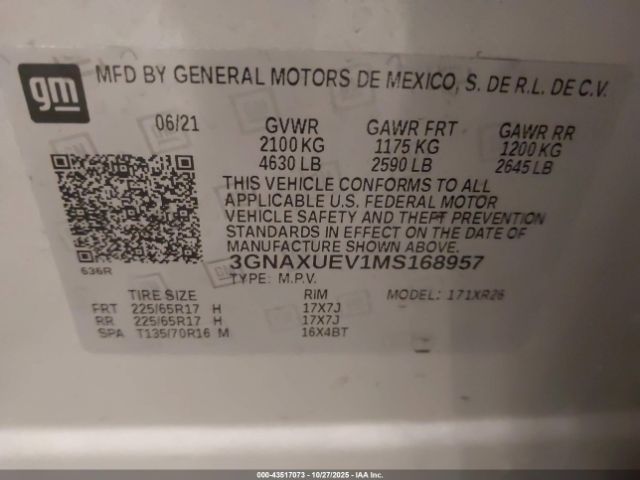 gm
MFD BY GENERAL MOTORS DE MEXICO, S. DE R.L. DE C.V.
06/21 GVWR GAWR FRT GAWR RR
2100 KG 1175 KG 1200 KG
4630 LB 2590 LB 2645 LB
THIS VEHICLE CONFORMS TO ALL
APPLICABLE U.S. FEDERAL MOTOR
VEHICLE SAFETY AND THEFT PREVENTION
STANDARDS IN EFFECT ON THE DATE OF
MANUFACTURE SHOWN ABOVE.
636R 3GNAXUEV1MS168957
TYPE: M.P.V.
TIRE SIZE RIM MODEL: 171XR26
FRT 225/65R17 H 17X7J
RR 225/65R17 H 17X7J
SPA T135/70R16 M 16X4BT
000-43517073 - 10/27/2025 - IAAI.com